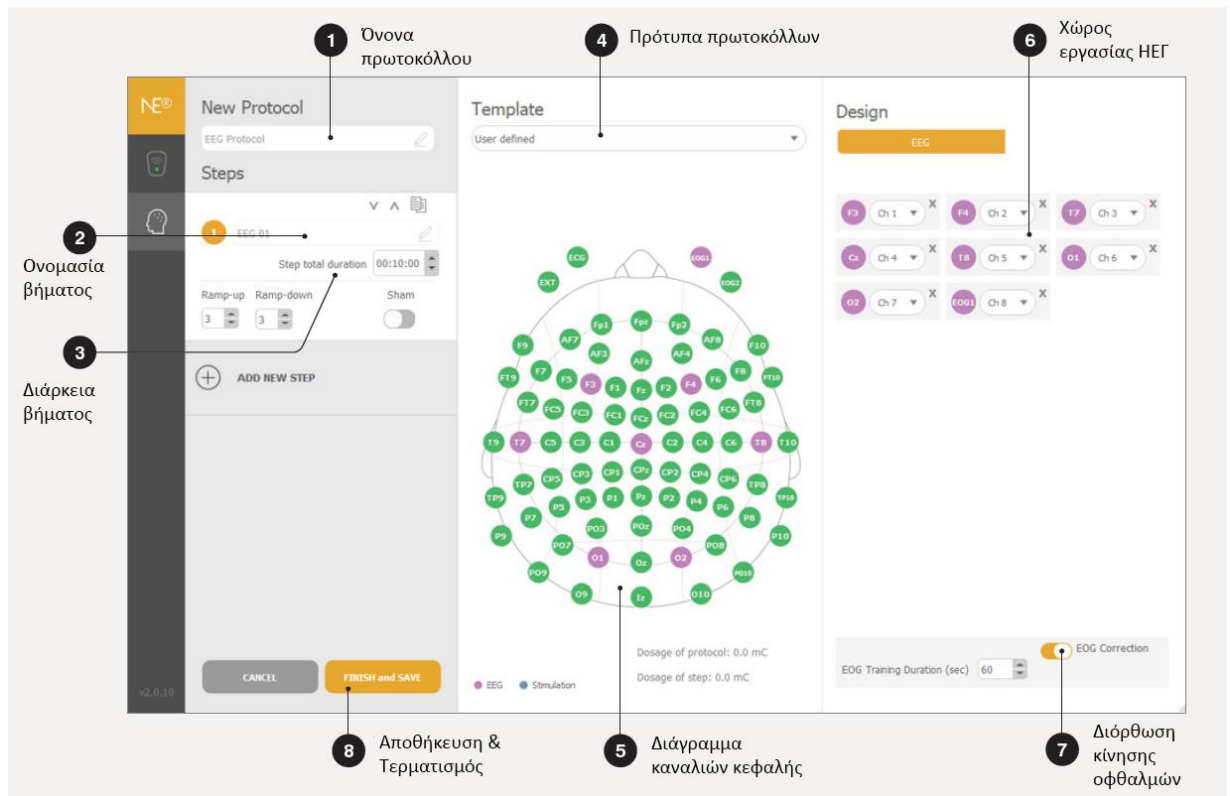 1 Όνονα
πρωτοκόλλου
4 Πρότυπα πρωτοκόλλων
6 Χώρος
εργασίας ΗΕΓ
NE®
New Protocol
EEG Protocol
Steps
1 EEG 01
Step total duration 00:10:00
Ramp-up Ramp-down Sham
3 3
ADD NEW STEP
CANCEL FINISH and SAVE
v2.0.10
2
Ονομασία
βήματος
3
Διάρκεια
βήματος
Template
User defined
ECG EOG1
EXT EOG2
Fp1 Fpz Fp2
AF7 AF8
F9 F10
AF3 AFz AF4
F7 F8
FT9 F5 F3 F1 Fz F2 F4 F6 FT10
FT7 FT8
FC5 FC3 FC1 FCz FC2 FC4 FC6
T9 T7 C5 C3 C1 Cz C2 C4 C6 T8 T10
TP7 CP5 CP3 CP1 CPz CP2 CP4 CP6 TP8
TP9 P5 P3 P1 Pz P2 P4 P6 TP10
P7 P8
P9 PO3 POz PO4 P10
PO7 PO8
O1 Oz O2
PO9 PO10
O9 Iz O10
Dosage of protocol: 0.0 mC
EEG Stimulation Dosage of step: 0.0 mC
Design
EEG
F3 Ch 1 X F4 Ch 2 X T7 Ch 3 X
Cz Ch 4 X T8 Ch 5 X O1 Ch 6 X
O2 Ch 7 X EOG1 Ch 8 X
EOG Correction
EOG Training Duration (sec) 60
8 Αποθήκευση &
Τερματισμός
5 Διάγραμμα
καναλιών κεφαλής
7 Διόρθωση
κίνησης
οφθαλμών